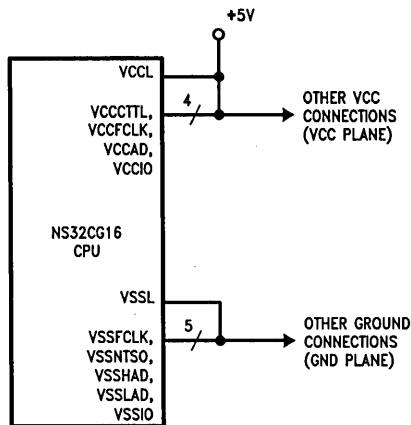 +5V
VCCL
VCCCTTL,
VCCFCLK,
VCCAD,
VCCIO
4
OTHER VCC
CONNECTIONS
(VCC PLANE)
NS32CG16
CPU
VSSL
VSSFCLK,
VSSNTSO,
VSSHAD,
VSSLAD,
VSSIO
5
OTHER GROUND
CONNECTIONS
(GND PLANE)